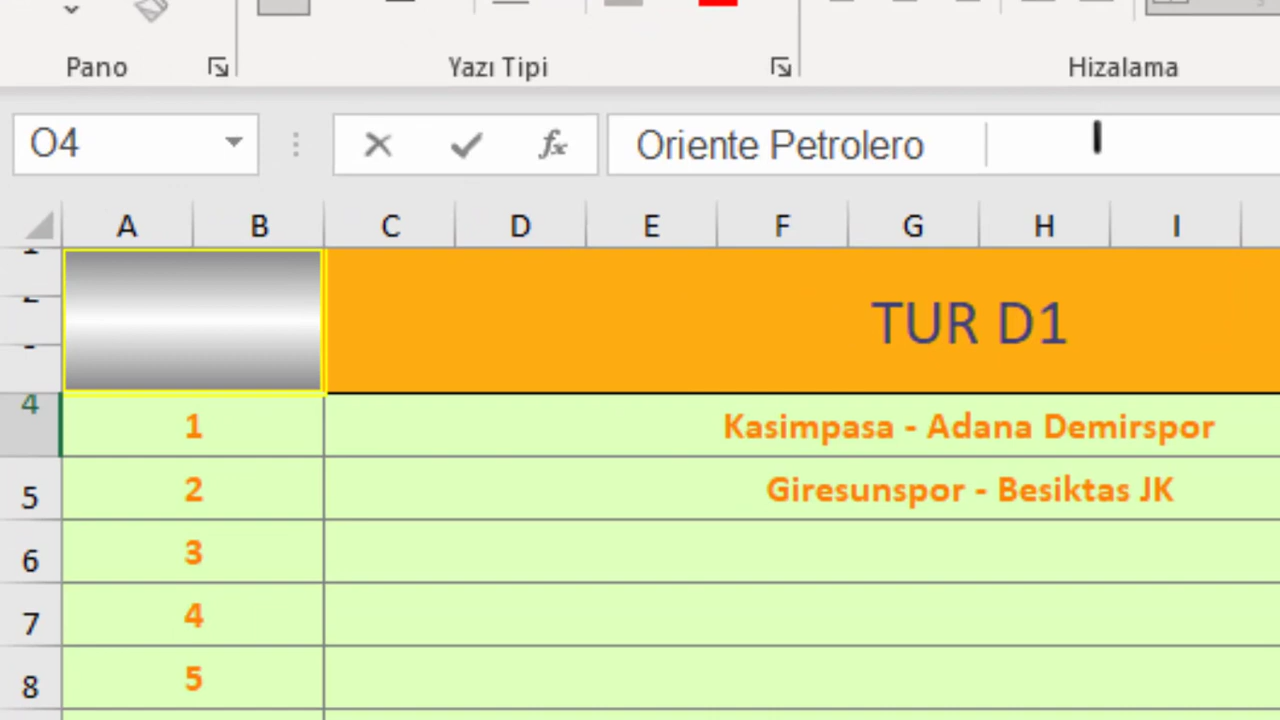 Pano Yazı Tipi Hizalama
O4 fx Oriente Petrolero
A B C D E F G H I
TUR D1
4 1 Kasimpasa - Adana Demirspor
5 2 Giresunspor - Besiktas JK
6 3
7 4
8 5